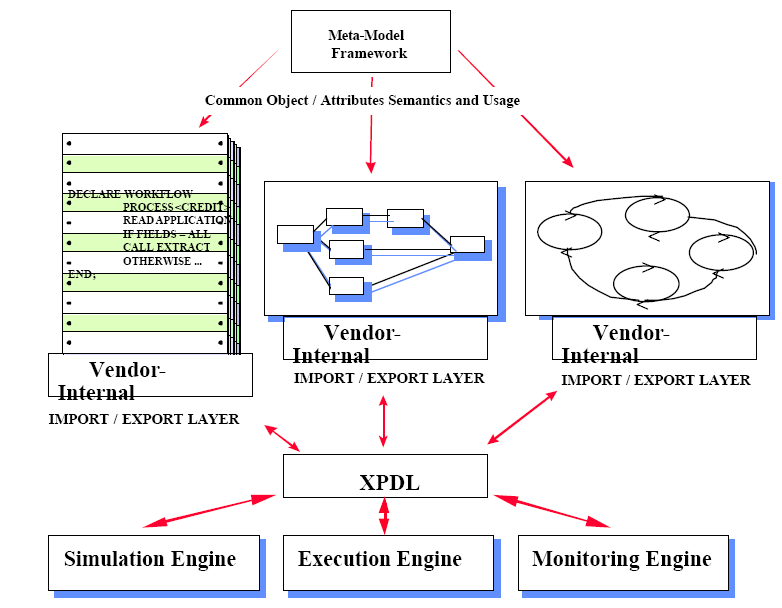 Meta-Model
Framework
Common Object / Attributes Semantics and Usage
DECLARE WORKFLOW
PROCESS<CREDIT>
READ APPLICATION
IF FIELDS – ALL
CALL EXTRACT
OTHERWISE ...
END;
Vendor-
Internal
IMPORT / EXPORT LAYER
Vendor-
Internal
IMPORT / EXPORT LAYER
Vendor-
Internal
IMPORT / EXPORT LAYER
XPDL
Simulation Engine
Execution Engine
Monitoring Engine